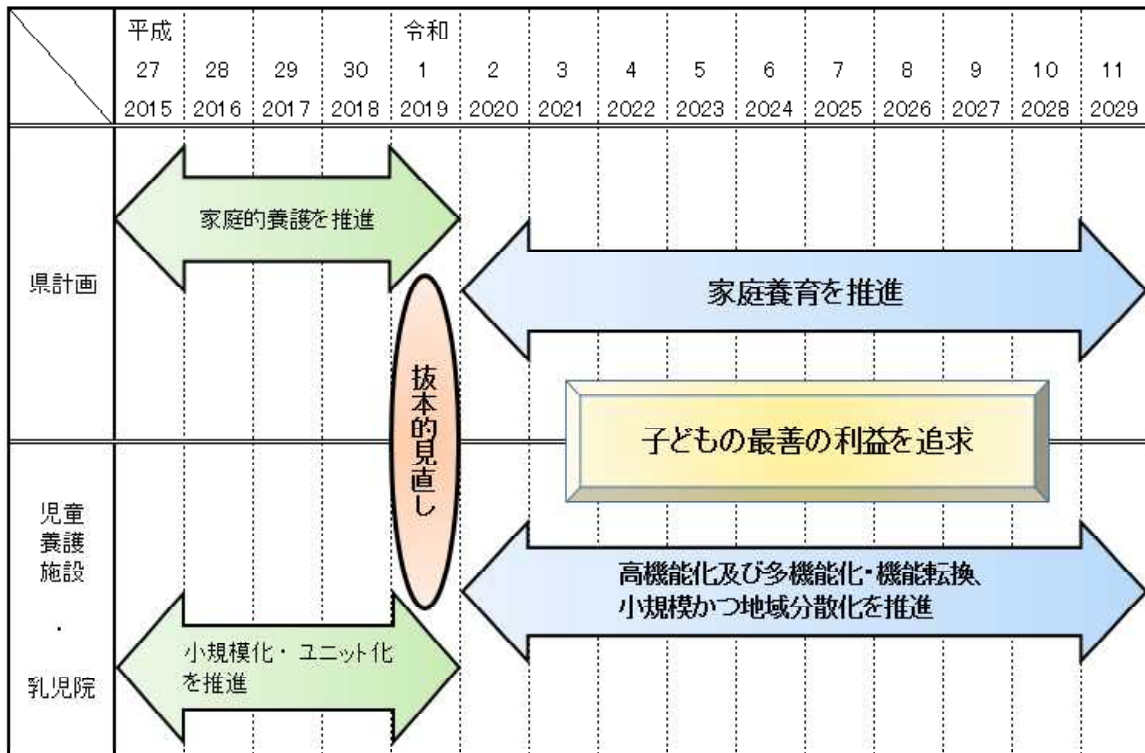 平成 令和
27 28 29 30 1 2 3 4 5 6 7 8 9 10 11
2015 2016 2017 2018 2019 2020 2021 2022 2023 2024 2025 2026 2027 2028 2029
県計画
家庭的養護を推進
家庭養育を推進
抜本的見直し
子どもの最善の利益を追求
児童
養護
施設
・
乳児院
高機能化及び多機能化・機能転換、
小規模かつ地域分散化を推進
小規模化・ユニット化
を推進